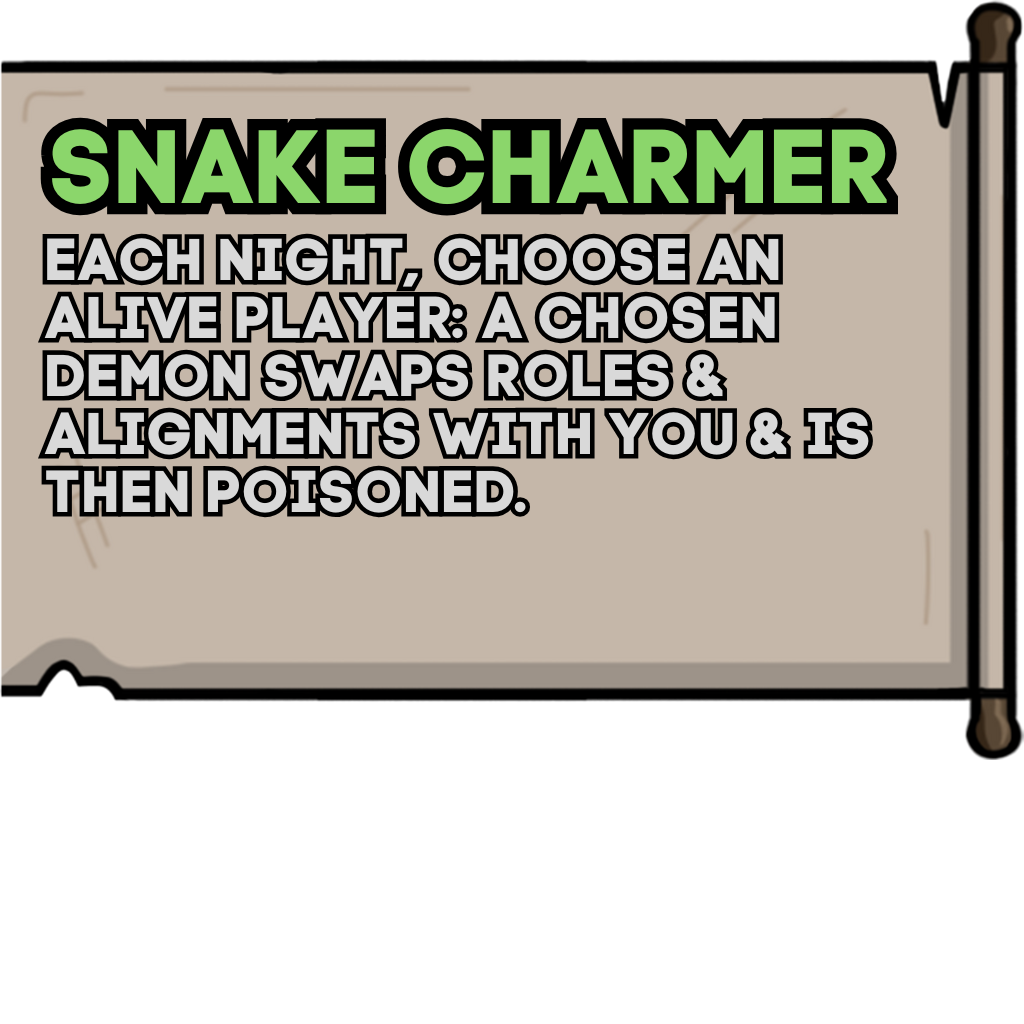 SNAKE CHARMER
EACH NIGHT, CHOOSE AN
ALIVE PLAYER: A CHOSEN
DEMON SWAPS ROLES &
ALIGNMENTS WITH YOU & IS
THEN POISONED.